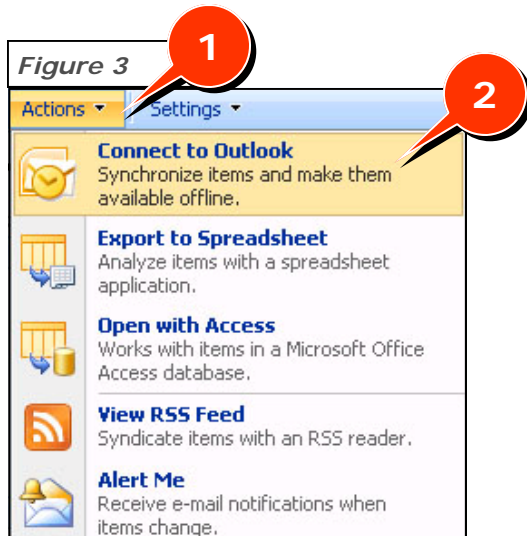 1
Figure 3
2
Actions Settings
Connect to Outlook
Synchronize items and make them
available offline.
Export to Spreadsheet
Analyze items with a spreadsheet
application.
Open with Access
Works with items in a Microsoft Office
Access database.
View RSS Feed
Syndicate items with an RSS reader.
Alert Me
Receive e-mail notifications when
items change.